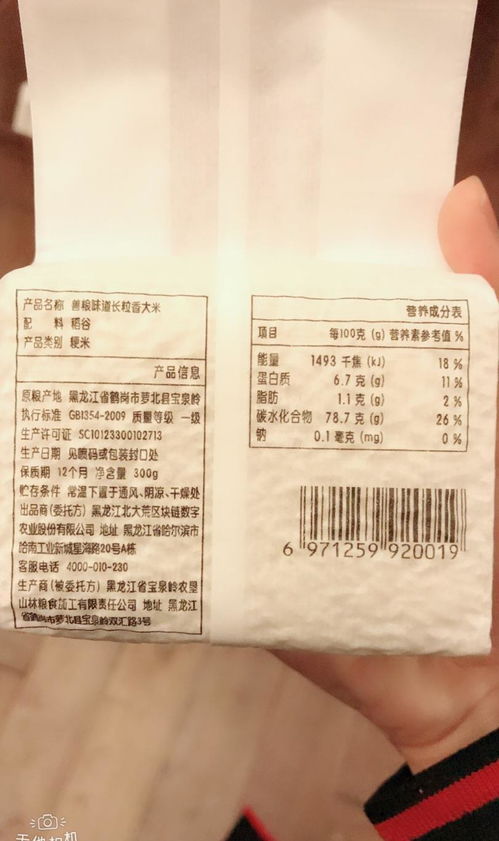 产品名称 善粮味道长粒香大米
配 料 稻谷
产品类别 粳米
产品信息
原粮产地 黑龙江省鹤岗市萝北县宝泉岭
执行标准 GB1354-2009 质量等级 一级
生产许可证 SC10123300102713
生产日期 见喷码或包装封口处
保质期 12个月 净含量 300g
贮存条件 常温下置于通风、阴凉、干燥处
出品商(委托方) 黑龙江北大荒区块链数字
农业股份有限公司 地址 黑龙江省哈尔滨市
哈南工业新城星海路20号A栋
客服电话 4000-010-230
生产商(被委托方) 黑龙江省宝泉岭农垦
山林粮食加工有限责任公司 地址 黑龙江
省鹤岗市萝北县宝泉岭双汇路3号
营养成分表
项目 每100克 (g) 营养素参考值 %
能量 1493 千焦 (kJ) 18 %
蛋白质 6.7 克 (g) 11 %
脂肪 1.1 克 (g) 2 %
碳水化合物 78.7 克 (g) 26 %
钠 0.1 毫克 (mg) 0 %
6 971259 920019
无他相机